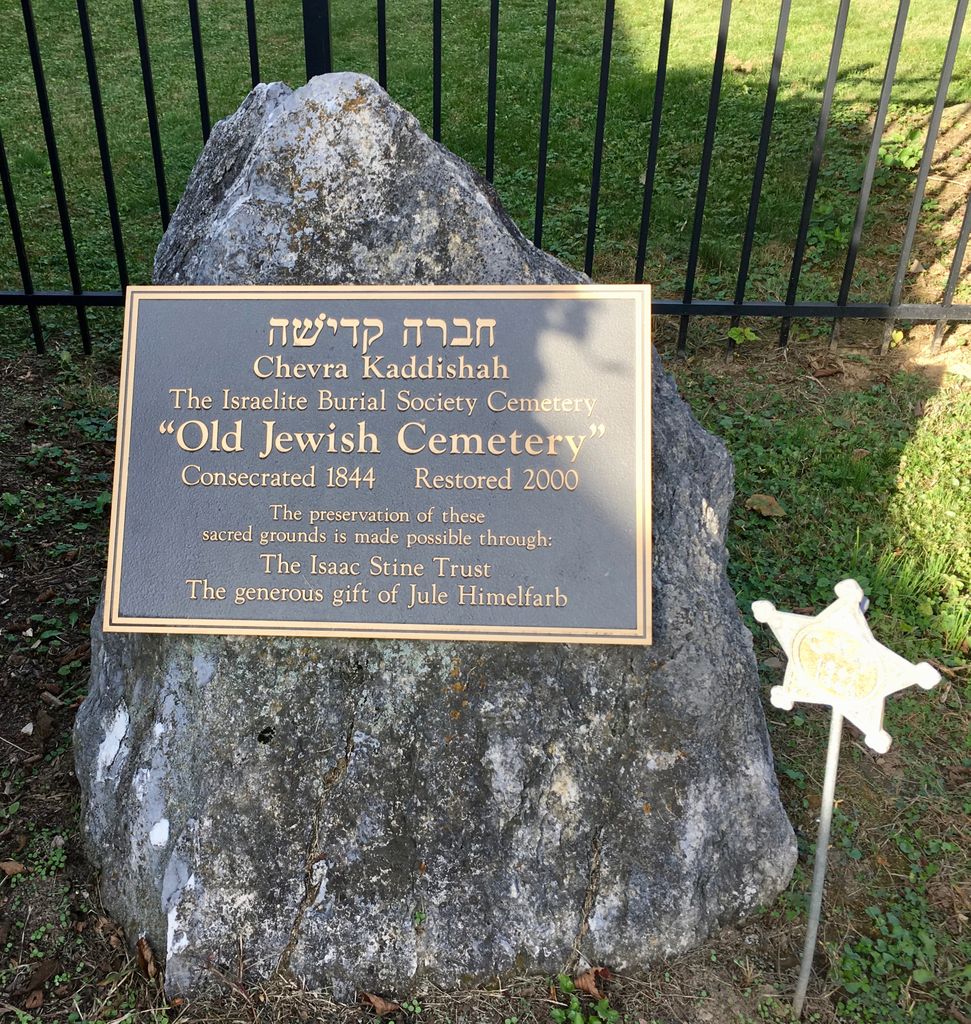 חברה קדישה
Chevra Kaddishah
The Israelite Burial Society Cemetery
“Old Jewish Cemetery”
Consecrated 1844 Restored 2000
The preservation of these
sacred grounds is made possible through:
The Isaac Stine Trust
The generous gift of Jule Himelfarb